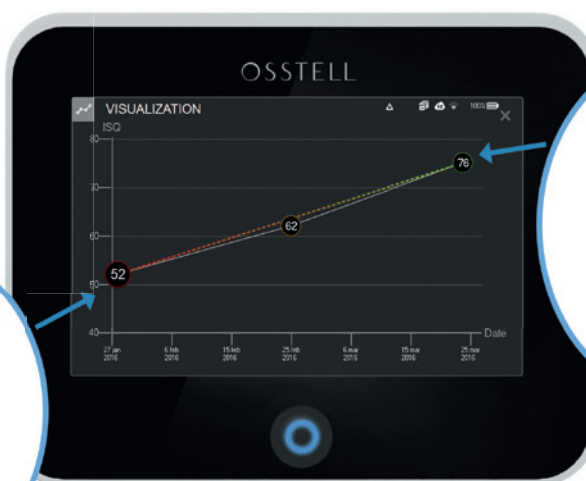 OSSTELL
VISUALIZATION
100%
ISQ
80
76
70
62
60
52
50
40
Date
27 jan 6 feb 15 feb 25 feb 6 mar 15 mar 25 mar
2016 2016 2016 2016 2016 2016 2016